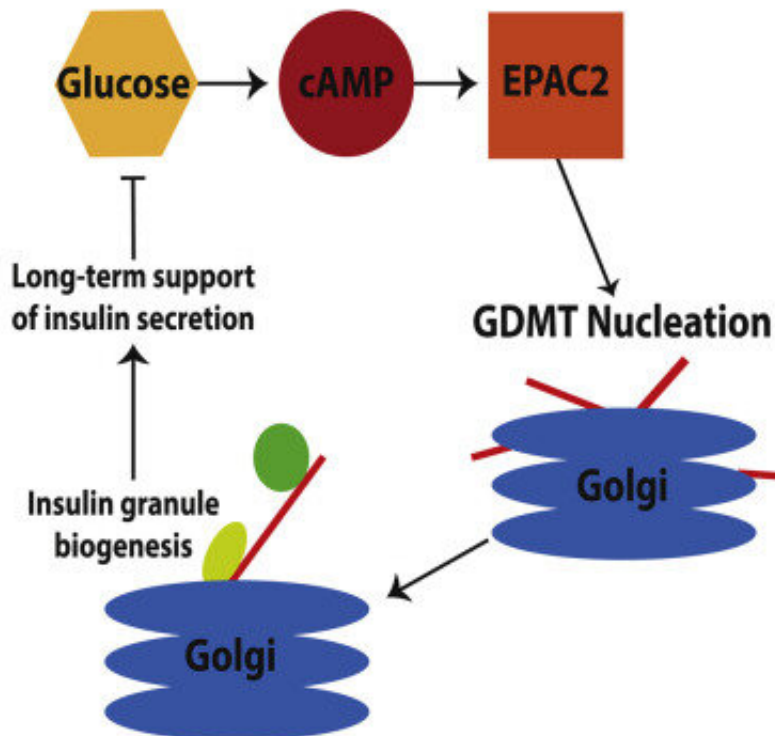 Glucose
cAMP
EPAC2
GDMT Nucleation
Golgi
Golgi
Insulin granule
biogenesis
Long-term support
of insulin secretion